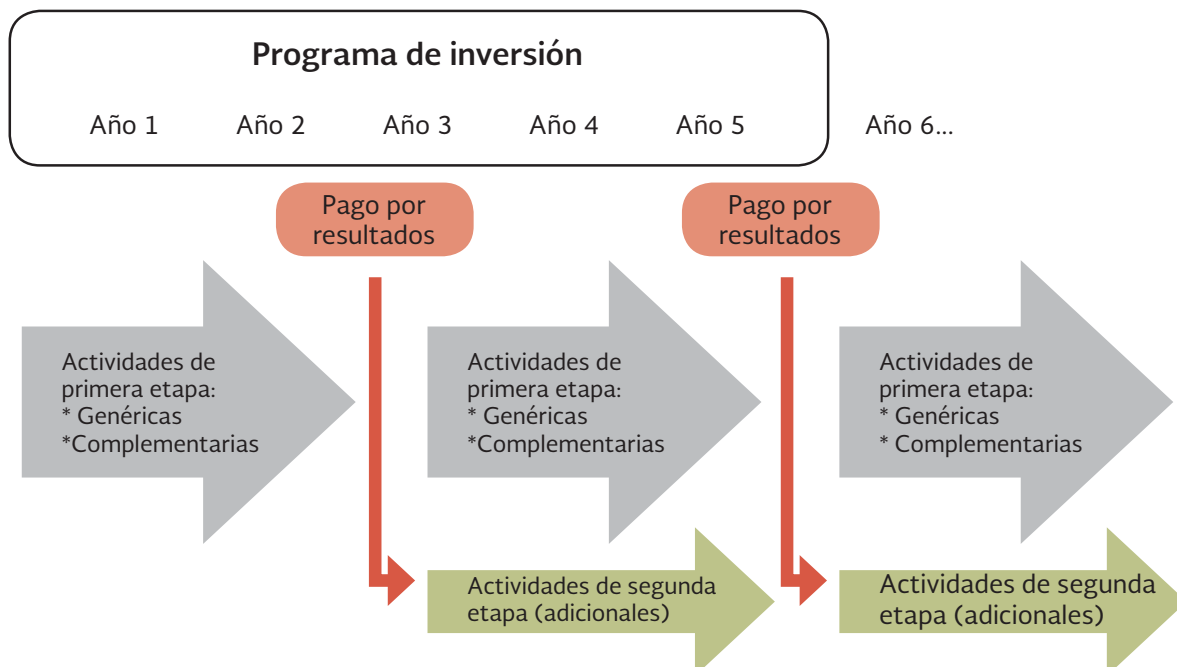 Programa de inversión
Año 1 Año 2 Año 3 Año 4 Año 5 Año 6...
Pago por
resultados
Pago por
resultados
Actividades de
primera etapa:
* Genéricas
*Complementarias
Actividades de
primera etapa:
* Genéricas
*Complementarias
Actividades de
primera etapa:
* Genéricas
* Complementarias
Actividades de segunda
etapa (adicionales)
Actividades de segunda
etapa (adicionales)